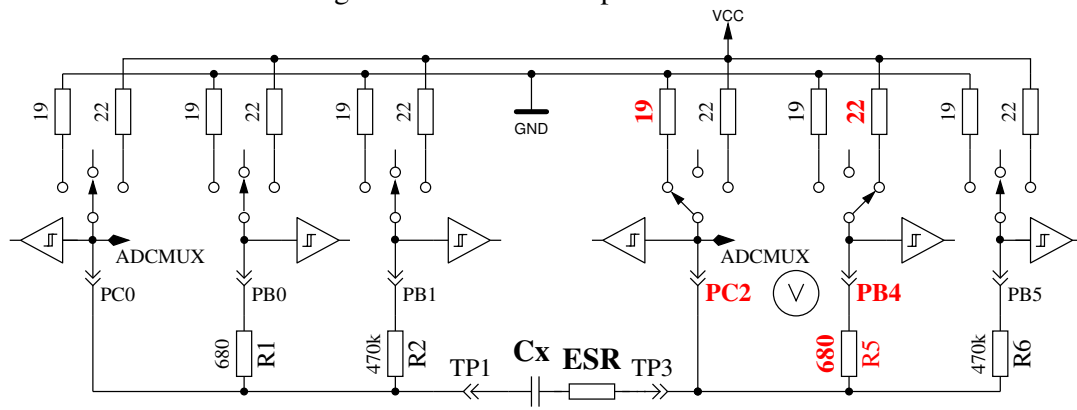 VCC
19 22 19 22 19 22 GND 19 22 19 22 19 22
ADCMUX ADCMUX
PC0 PB0 PB1 PC2 V PB4 PB5
680 R1 470k R2 680 R5 470k R6
TP1 Cx ESR TP3